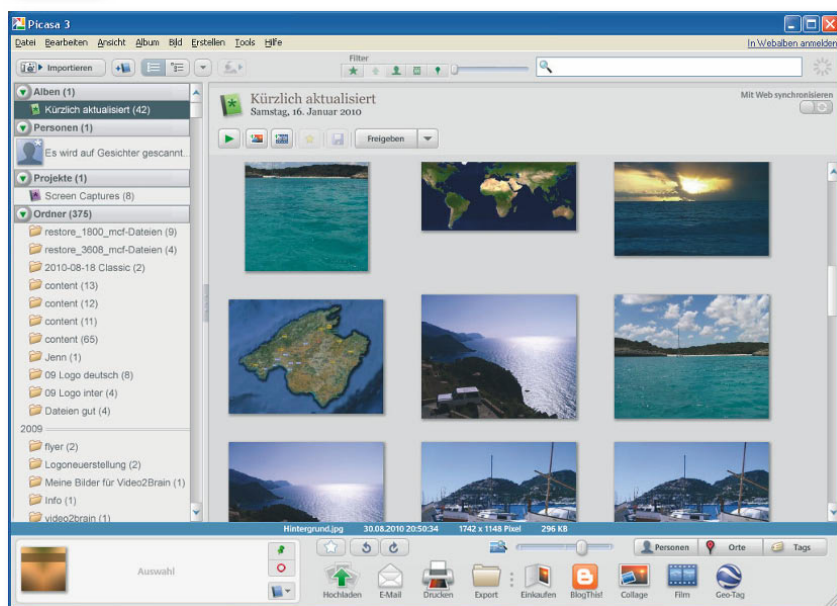 Picasa 3
Datei Bearbeiten Ansicht Album Bild Erstellen Tools Hilfe
In Webalben anmelden
Importieren
Filter
Alben (1)
Kürzlich aktualisiert (42)
Personen (1)
Es wird auf Gesichter gescannt...
Projekte (1)
Screen Captures (8)
Ordner (375)
restore_1800_mcf-Dateien (9)
restore_3608_mcf-Dateien (4)
2010-08-18 Classic (2)
content (13)
content (12)
content (11)
content (65)
Jenn (1)
09 Logo deutsch (8)
09 Logo inter (4)
Dateien gut (4)
2009
flyer (2)
Logoneuerstellung (2)
Meine Bilder für Video2Brain (1)
Info (1)
video2brain (1)
Kürzlich aktualisiert
Samstag, 16. Januar 2010
Mit Web synchronisieren
Freigeben
Hintergrund.jpg 30.08.2010 20:50:34 1742 x 1148 Pixel 296 KB
Auswahl
Personen Orte Tags
Hochladen E-Mail Drucken Export Einkaufen BlogThis! Collage Film Geo-Tag